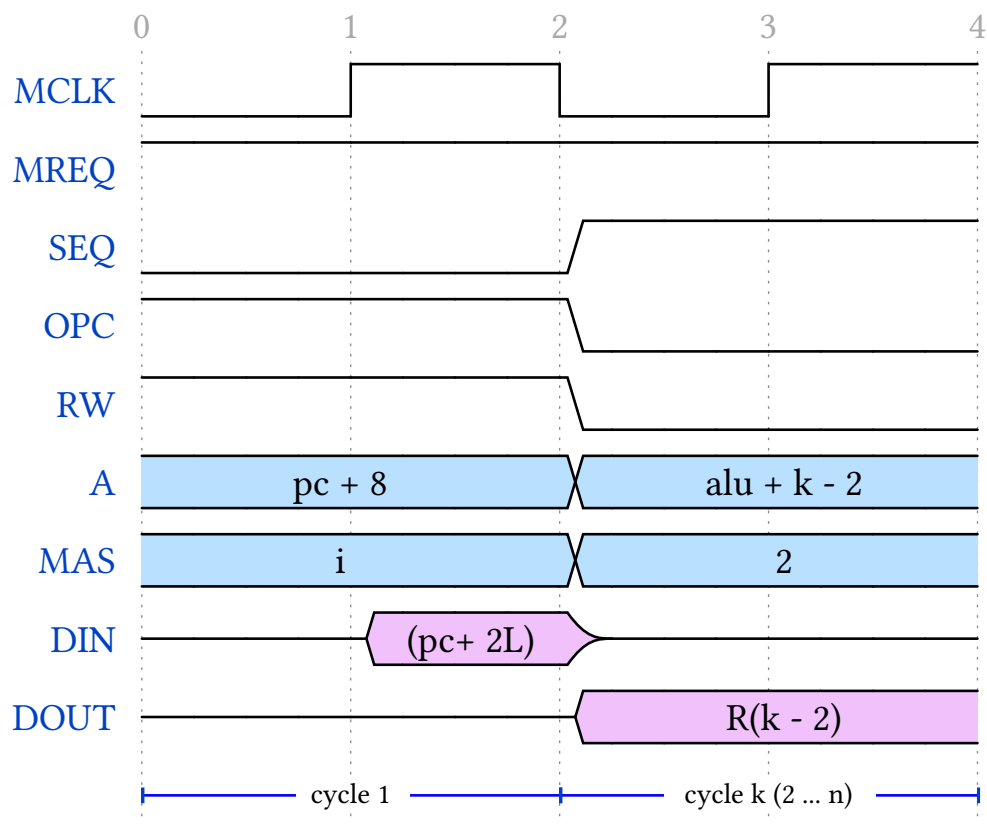 0 1 2 3 4
MCLK
MREQ
SEQ
OPC
RW
A pc + 8 alu + k - 2
MAS i 2
DIN (pc+ 2L)
DOUT R(k - 2)
cycle 1 cycle k (2 ... n)